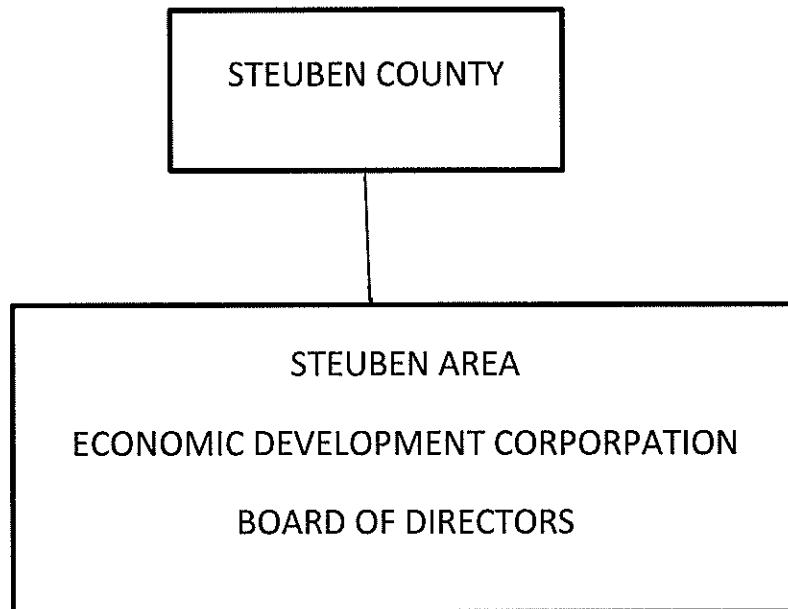 STEUBEN COUNTY
STEUBEN AREA
ECONOMIC DEVELOPMENT CORPORPATION
BOARD OF DIRECTORS